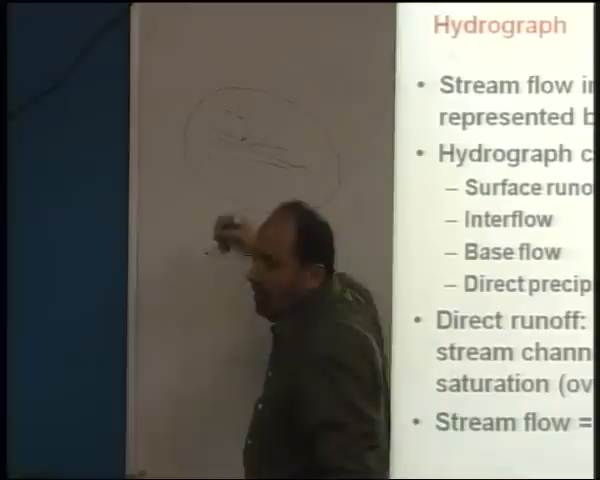 Hydrograph
• Stream flow in
represented b
• Hydrograph c
– Surface runo
– Interflow
– Base flow
– Direct precip
• Direct runoff:
stream chann
saturation (ov
• Stream flow =